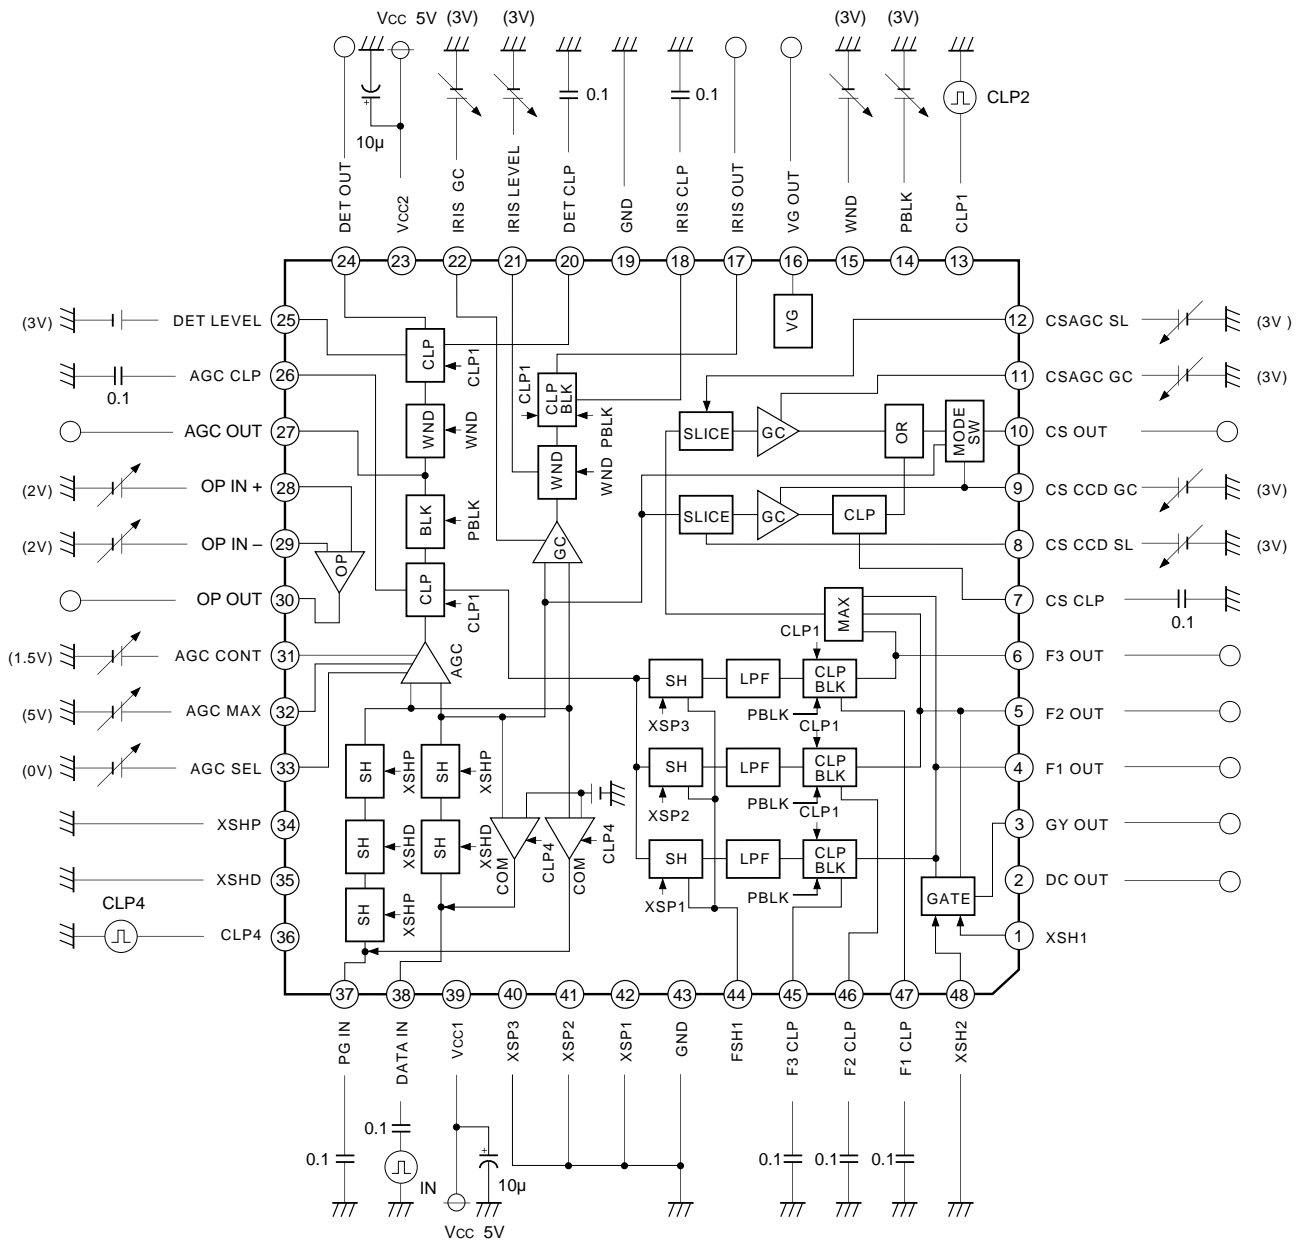 Vcc 5V (3V) (3V) (3V) (3V)
10μ 0.1 0.1 CLP2
DET OUT
Vcc2
IRIS GC
IRIS LEVEL
DET CLP
GND
IRIS CLP
IRIS OUT
VG OUT
WND
PBLK
CLP1
24 23 22 21 20 19 18 17 16 15 14 13
(3V) DET LEVEL 25
AGC CLP 26
0.1
AGC OUT 27
(2V) OP IN + 28
(2V) OP IN – 29
OP OUT 30
(1.5V) AGC CONT 31
(5V) AGC MAX 32
(0V) AGC SEL 33
XSHP 34
XSHD 35
CLP4
CLP4 36
VG
CLP
CLP1
WND
WND
BLK
PBLK
CLP
CLP1
AGC
OP
CLP1
CLP
BLK
PBLK
WND
WND
GC
SLICE GC OR MODE
SW
SLICE GC CLP
MAX
CLP1
SH LPF CLP
BLK
XSP3 PBLK
CLP1
SH LPF CLP
BLK
XSP2 PBLK
CLP1
SH LPF CLP
BLK
XSP1 PBLK
GATE
SH XSHP SH XSHP
SH XSHD SH XSHD
SH XSHP
COM CLP4 COM CLP4
12 CSAGC SL (3V )
11 CSAGC GC (3V)
10 CS OUT
9 CS CCD GC (3V)
8 CS CCD SL (3V)
7 CS CLP
0.1
6 F3 OUT
5 F2 OUT
4 F1 OUT
3 GY OUT
2 DC OUT
1 XSH1
37 38 39 40 41 42 43 44 45 46 47 48
PG IN
DATA IN
Vcc1
XSP3
XSP2
XSP1
GND
FSH1
F3 CLP
F2 CLP
F1 CLP
XSH2
0.1
0.1 IN 10μ 0.1 0.1 0.1
Vcc 5V